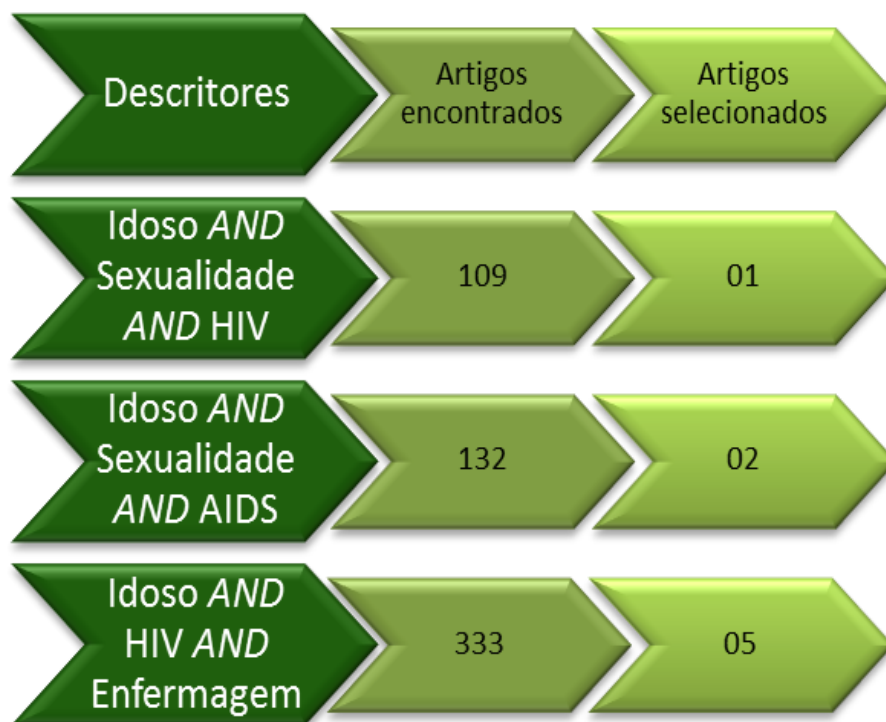 Descritores
Artigos
encontrados
Artigos
selecionados
Idoso AND
Sexualidade
AND HIV
109
01
Idoso AND
Sexualidade
AND AIDS
132
02
Idoso AND
HIV AND
Enfermagem
333
05